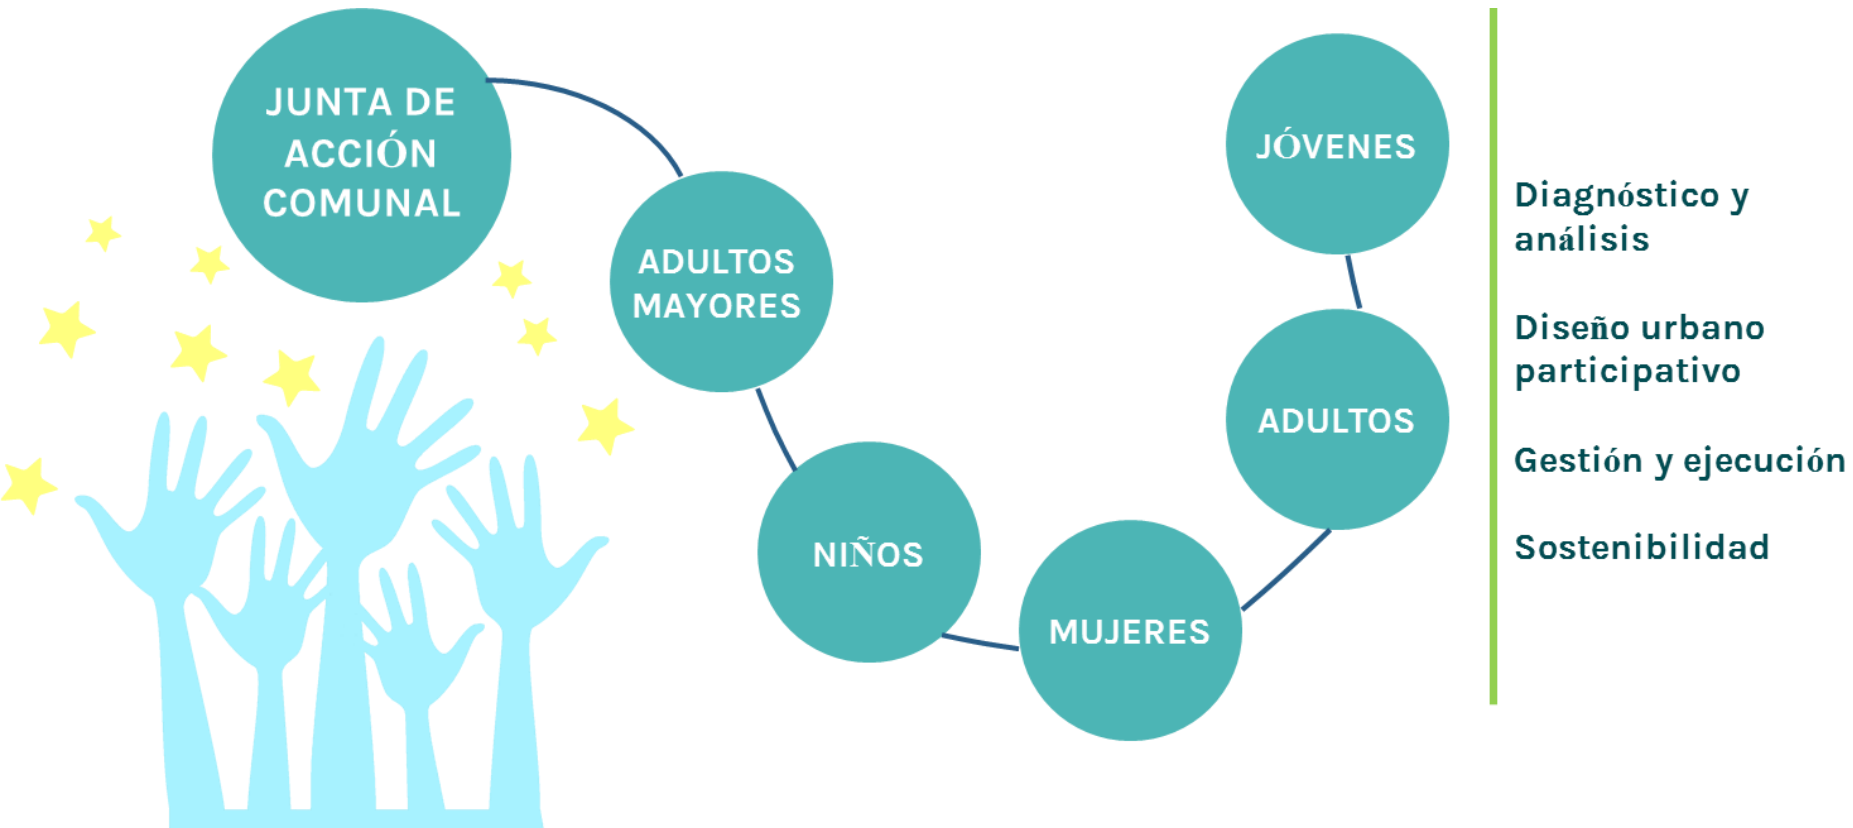 JUNTA DE
ACCIÓN
COMUNAL
ADULTOS
MAYORES
NIÑOS
MUJERES
ADULTOS
JÓVENES
Diagnóstico y
análisis
Diseño urbano
participativo
Gestión y ejecución
Sostenibilidad